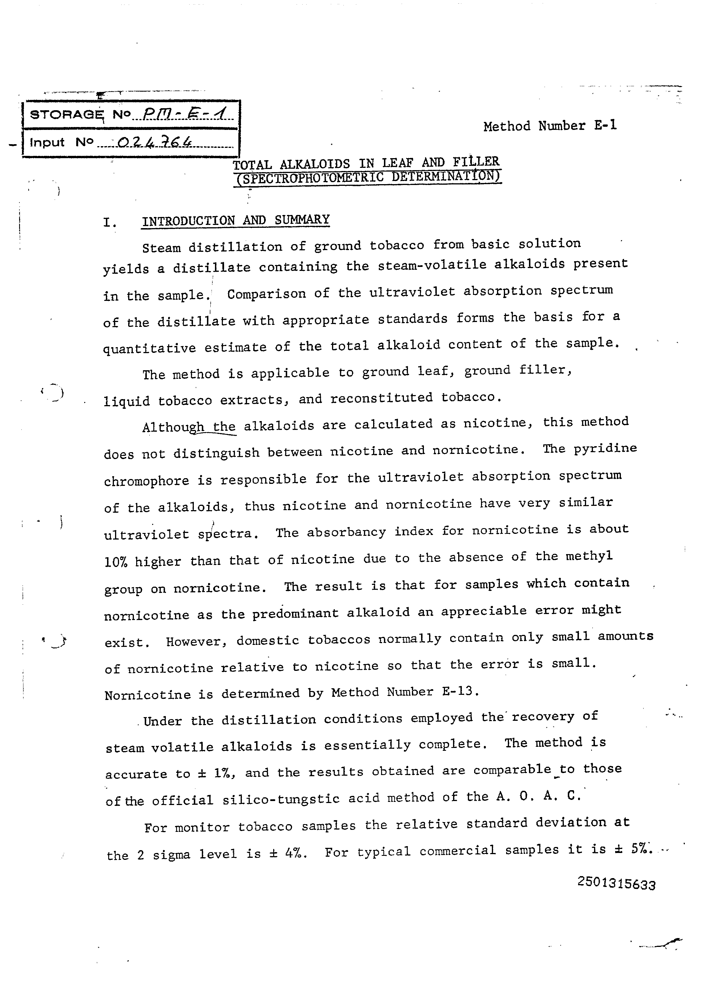 STORAGE No PM-E-1
Input No 024764
Method Number E-1
TOTAL ALKALOIDS IN LEAF AND FILLER
(SPECTROPHOTOMETRIC DETERMINATION)
I. INTRODUCTION AND SUMMARY
Steam distillation of ground tobacco from basic solution
yields a distillate containing the steam-volatile alkaloids present
in the sample. Comparison of the ultraviolet absorption spectrum
of the distillate with appropriate standards forms the basis for a
quantitative estimate of the total alkaloid content of the sample.
The method is applicable to ground leaf, ground filler,
liquid tobacco extracts, and reconstituted tobacco.
Although the alkaloids are calculated as nicotine, this method
does not distinguish between nicotine and nornicotine. The pyridine
chromophore is responsible for the ultraviolet absorption spectrum
of the alkaloids, thus nicotine and nornicotine have very similar
ultraviolet spectra. The absorbancy index for nornicotine is about
10% higher than that of nicotine due to the absence of the methyl
group on nornicotine. The result is that for samples which contain
nornicotine as the predominant alkaloid an appreciable error might
exist. However, domestic tobaccos normally contain only small amounts
of nornicotine relative to nicotine so that the error is small.
Nornicotine is determined by Method Number E-13.
Under the distillation conditions employed the recovery of
steam volatile alkaloids is essentially complete. The method is
accurate to ± 1%, and the results obtained are comparable to those
of the official silico-tungstic acid method of the A. O. A. C.
For monitor tobacco samples the relative standard deviation at
the 2 sigma level is ± 4%. For typical commercial samples it is ± 5%.
2501315633